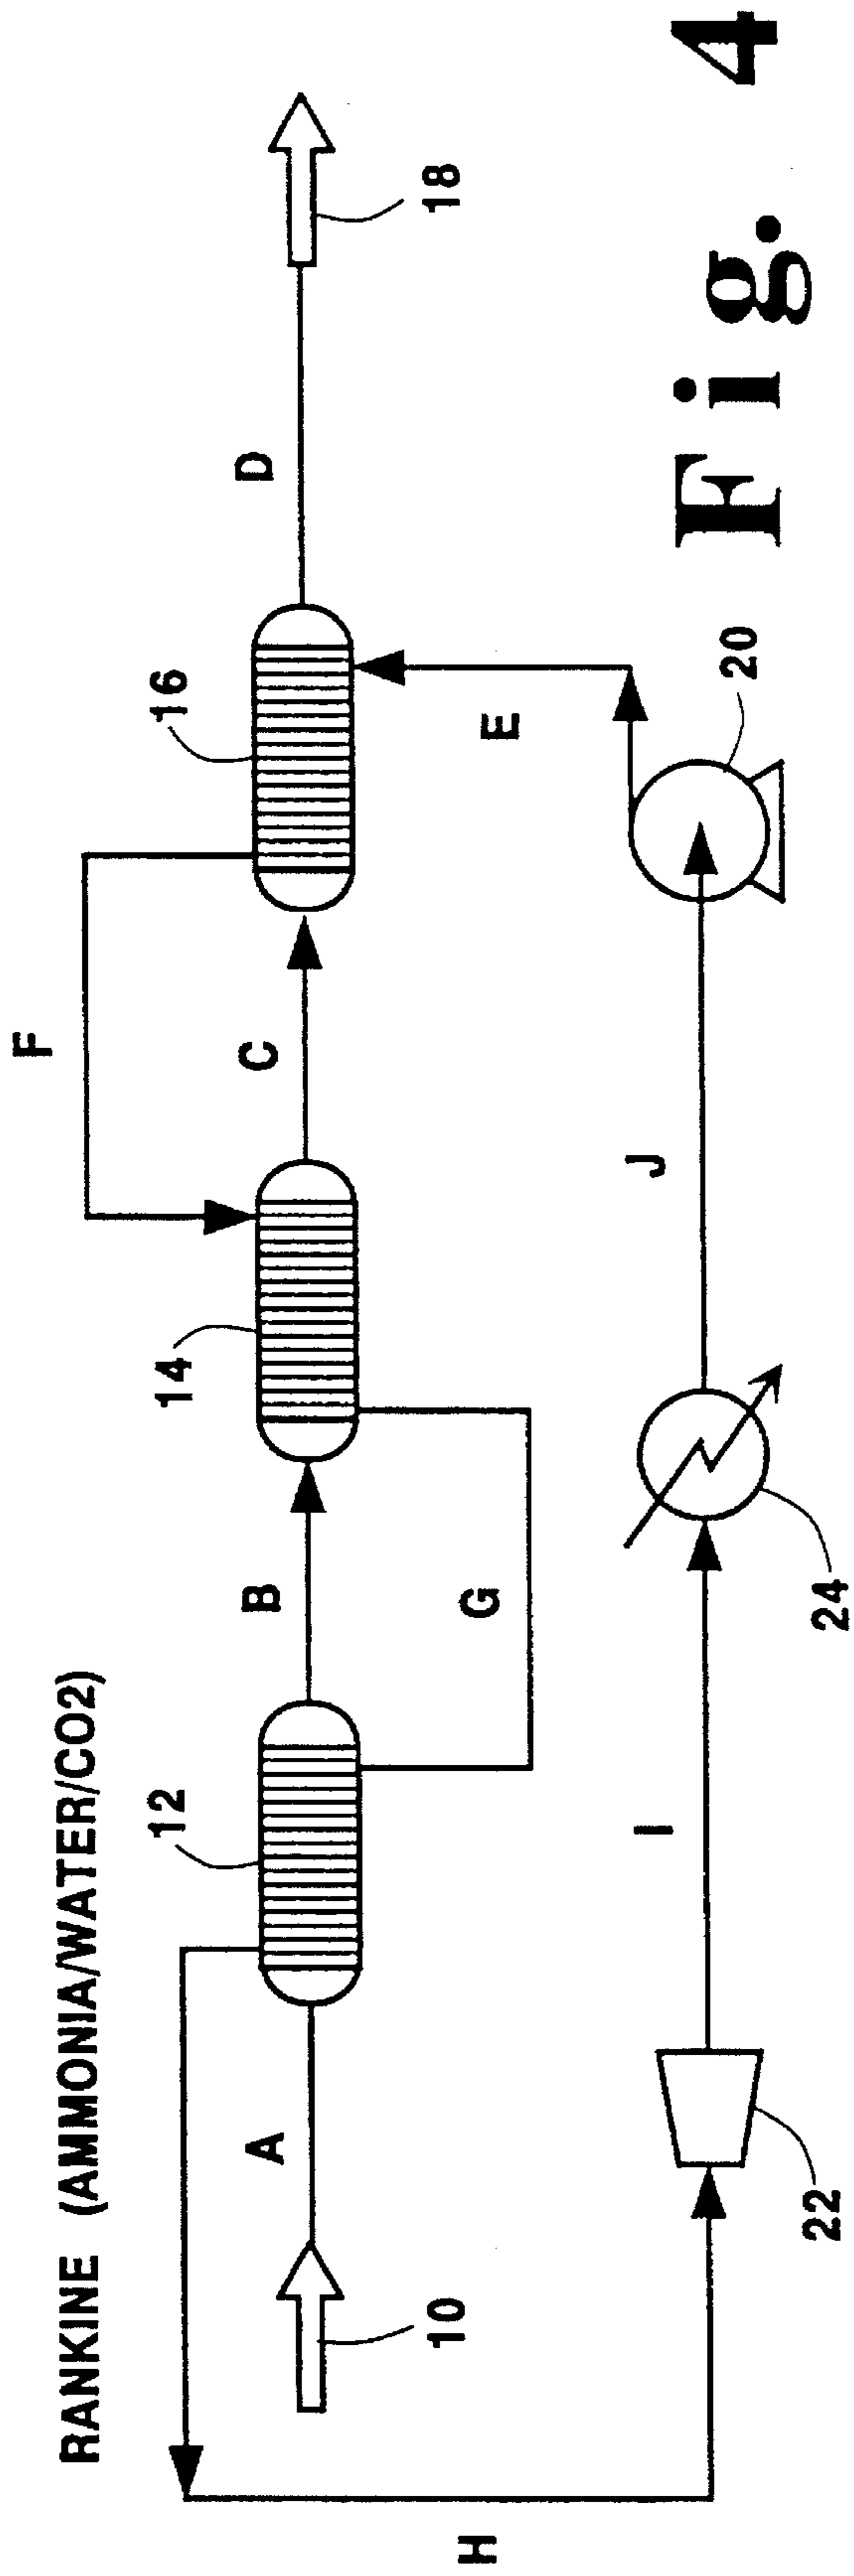 RANKINE (AMMONIA/WATER/CO2)
F
12
14
16
A
B
C
D
10
18
H
G
E
I
J
22
24
20
Fig. 4